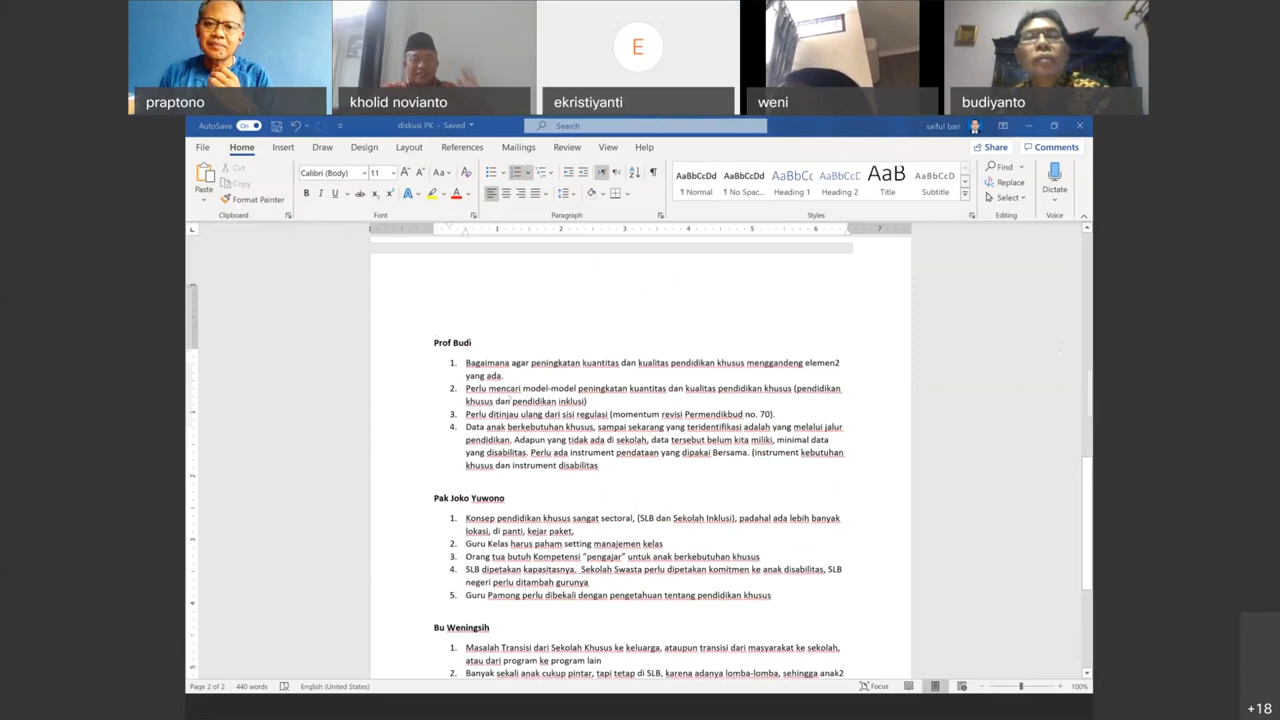 praptono
kholid novianto
E
ekristiyanti
weni
budiyanto
AutoSave On
diskusi PK - Saved
Search
saiful bari
File Home Insert Draw Design Layout References Mailings Review View Help
Share Comments
Paste
Cut
Copy
Format Painter
Calibri (Body) 11
AaBbCcDd AaBbCcDd AaBbCc AaBbCcD AaB AaBbCcD
¶ Normal ¶ No Spac... Heading 1 Heading 2 Title Subtitle
Find
Replace
Select
Dictate
Clipboard Font Paragraph Styles Editing Voice
1 1 2 3 4 5 6 7
Prof Budi
1. Bagaimana agar peningkatan kuantitas dan kualitas pendidikan khusus menggandeng elemen2
yang ada.
2. Perlu mencari model-model peningkatan kuantitas dan kualitas pendidikan khusus (pendidikan
khusus dan pendidikan inklusi)
3. Perlu ditinjau ulang dari sisi regulasi (momentum revisi Permendikbud no. 70).
4. Data anak berkebutuhan khusus, sampai sekarang yang teridentifikasi adalah yang melalui jalur
pendidikan. Adapun yang tidak ada di sekolah, data tersebut belum kita miliki, minimal data
yang disabilitas. Perlu ada instrument pendataan yang dipakai Bersama. (instrument kebutuhan
khusus dan instrument disabilitas
Pak Joko Yuwono
1. Konsep pendidikan khusus sangat sectoral, (SLB dan Sekolah Inklusi), padahal ada lebih banyak
lokasi, di panti, kejar paket,
2. Guru Kelas harus paham setting manajemen kelas
3. Orang tua butuh Kompetensi "pengajar" untuk anak berkebutuhan khusus
4. SLB dipetakan kapasitasnya. Sekolah Swasta perlu dipetakan komitmen ke anak disabilitas, SLB
negeri perlu ditambah gurunya
5. Guru Pamong perlu dibekali dengan pengetahuan tentang pendidikan khusus
Bu Weningsih
1. Masalah Transisi dari Sekolah Khusus ke keluarga, ataupun transisi dari masyarakat ke sekolah,
atau dari program ke program lain
2. Banyak sekali anak cukup pintar, tapi tetap di SLB, karena adanya lomba-lomba, sehingga anak2
Page 2 of 2 440 words English (United States) Focus 100%
+18